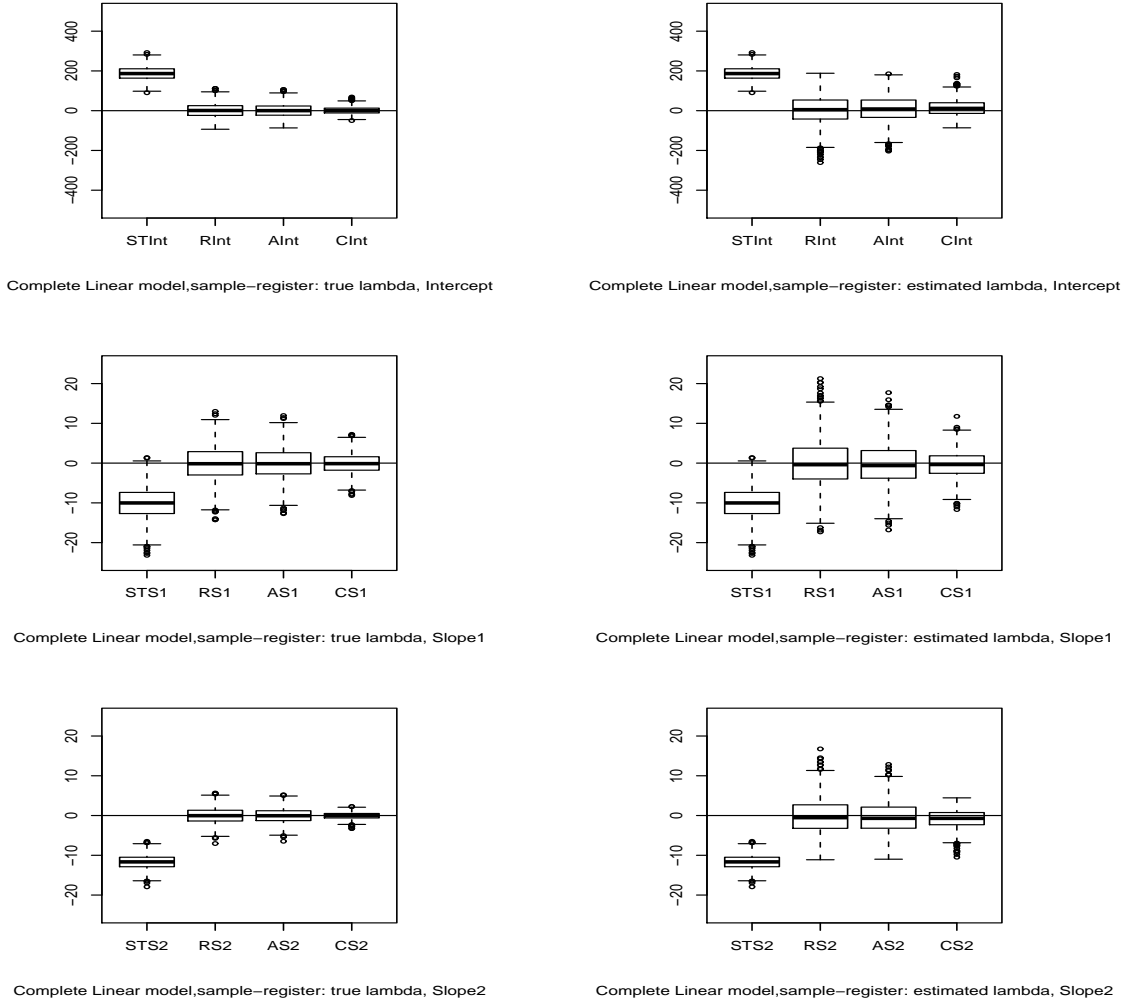 400
200
0
−200
−400
STInt RInt AInt CInt
Complete Linear model,sample−register: true lambda, Intercept
400
200
0
−200
−400
STInt RInt AInt CInt
Complete Linear model,sample−register: estimated lambda, Intercept
20
10
0
−10
−20
STS1 RS1 AS1 CS1
Complete Linear model,sample−register: true lambda, Slope1
20
10
0
−10
−20
STS1 RS1 AS1 CS1
Complete Linear model,sample−register: estimated lambda, Slope1
20
10
0
−10
−20
STS2 RS2 AS2 CS2
Complete Linear model,sample−register: true lambda, Slope2
20
10
0
−10
−20
STS2 RS2 AS2 CS2
Complete Linear model,sample−register: estimated lambda, Slope2